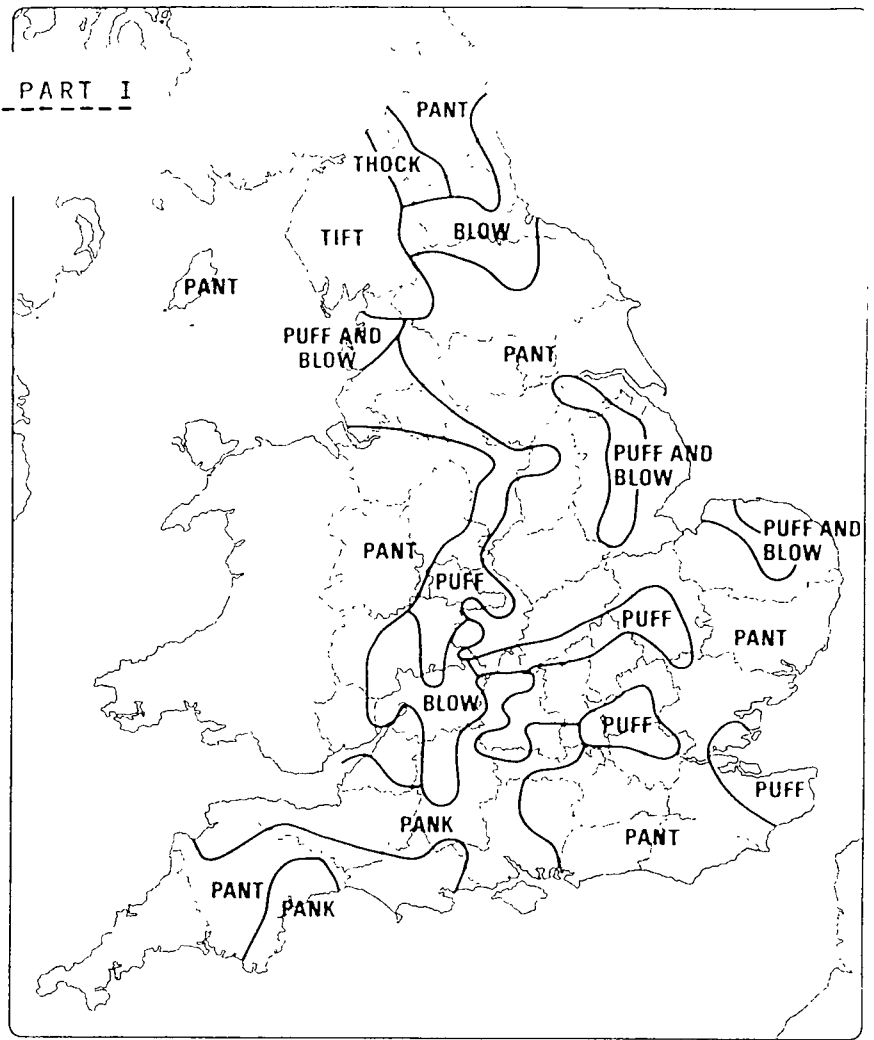 PART I
PANT
THOCK
TIFT
BLOW
PANT
PUFF AND
BLOW
PANT
PUFF AND
BLOW
PUFF AND
BLOW
PANT
PUFF
PUFF
PANT
BLOW
PUFF
PUFF
PANK
PANT
PANT
PANK